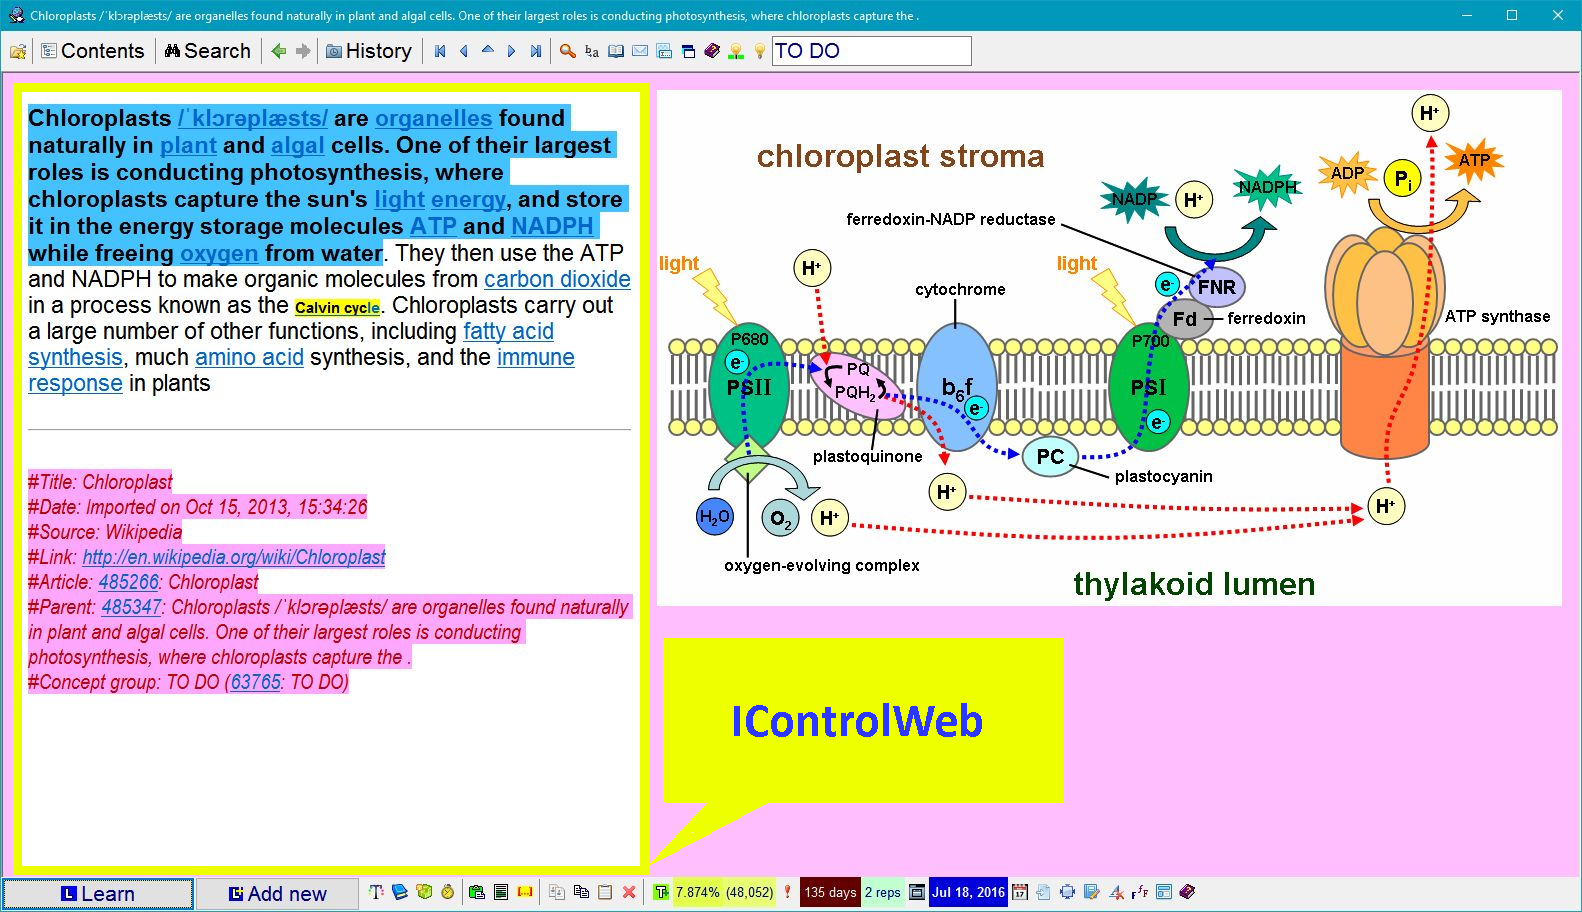 Chloroplasts /ˈklɔrəplæsts/ are organelles found naturally in plant and algal cells. One of their largest roles is conducting photosynthesis, where chloroplasts capture the .
Contents Search History TO DO
Chloroplasts /ˈklɔrəplæsts/ are organelles found
naturally in plant and algal cells. One of their largest
roles is conducting photosynthesis, where
chloroplasts capture the sun's light energy, and store
it in the energy storage molecules ATP and NADPH
while freeing oxygen from water. They then use the ATP
and NADPH to make organic molecules from carbon dioxide
in a process known as the Calvin cycle. Chloroplasts carry out
a large number of other functions, including fatty acid
synthesis, much amino acid synthesis, and the immune
response in plants
#Title: Chloroplast
#Date: Imported on Oct 15, 2013, 15:34:26
#Source: Wikipedia
#Link: http://en.wikipedia.org/wiki/Chloroplast
#Article: 485266: Chloroplast
#Parent: 485347: Chloroplasts /ˈklɔrəplæsts/ are organelles found naturally
in plant and algal cells. One of their largest roles is conducting
photosynthesis, where chloroplasts capture the .
#Concept group: TO DO (63765: TO DO)
chloroplast stroma
H⁺
ADP
Pᵢ
ATP
NADP
H⁺
NADPH
ferredoxin-NADP reductase
light
H⁺
light
cytochrome
e⁻
FNR
Fd
ferredoxin
ATP synthase
P680
e⁻
PSII
PQ
PQH₂
b₆f
e⁻
P700
PSI
e⁻
plastoquinone
PC
plastocyanin
H⁺
H⁺
H₂O
O₂
H⁺
oxygen-evolving complex
thylakoid lumen
IControlWeb
Learn Add new 7.874% (48,052) 135 days 2 reps Jul 18, 2016